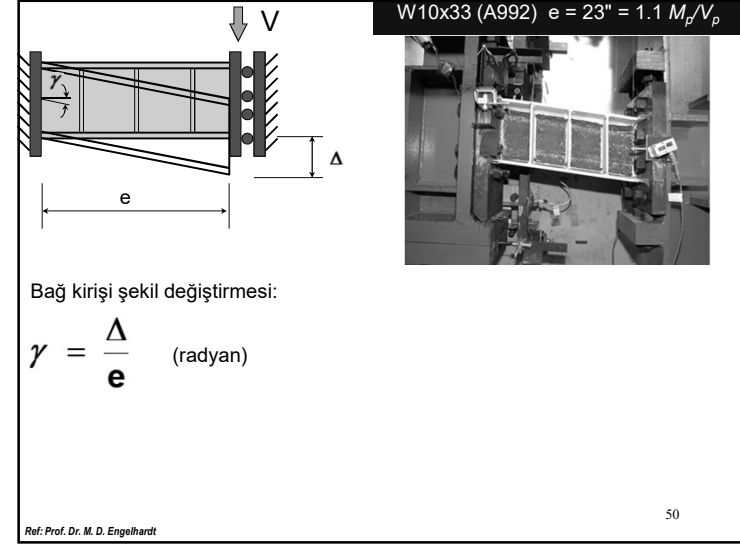 V
W10x33 (A992) e = 23" = 1.1 Mp/Vp
γ
Δ
e
Bağ kirişi şekil değiştirmesi:
γ = Δ / e (radyan)
50
Ref: Prof. Dr. M. D. Engelhardt